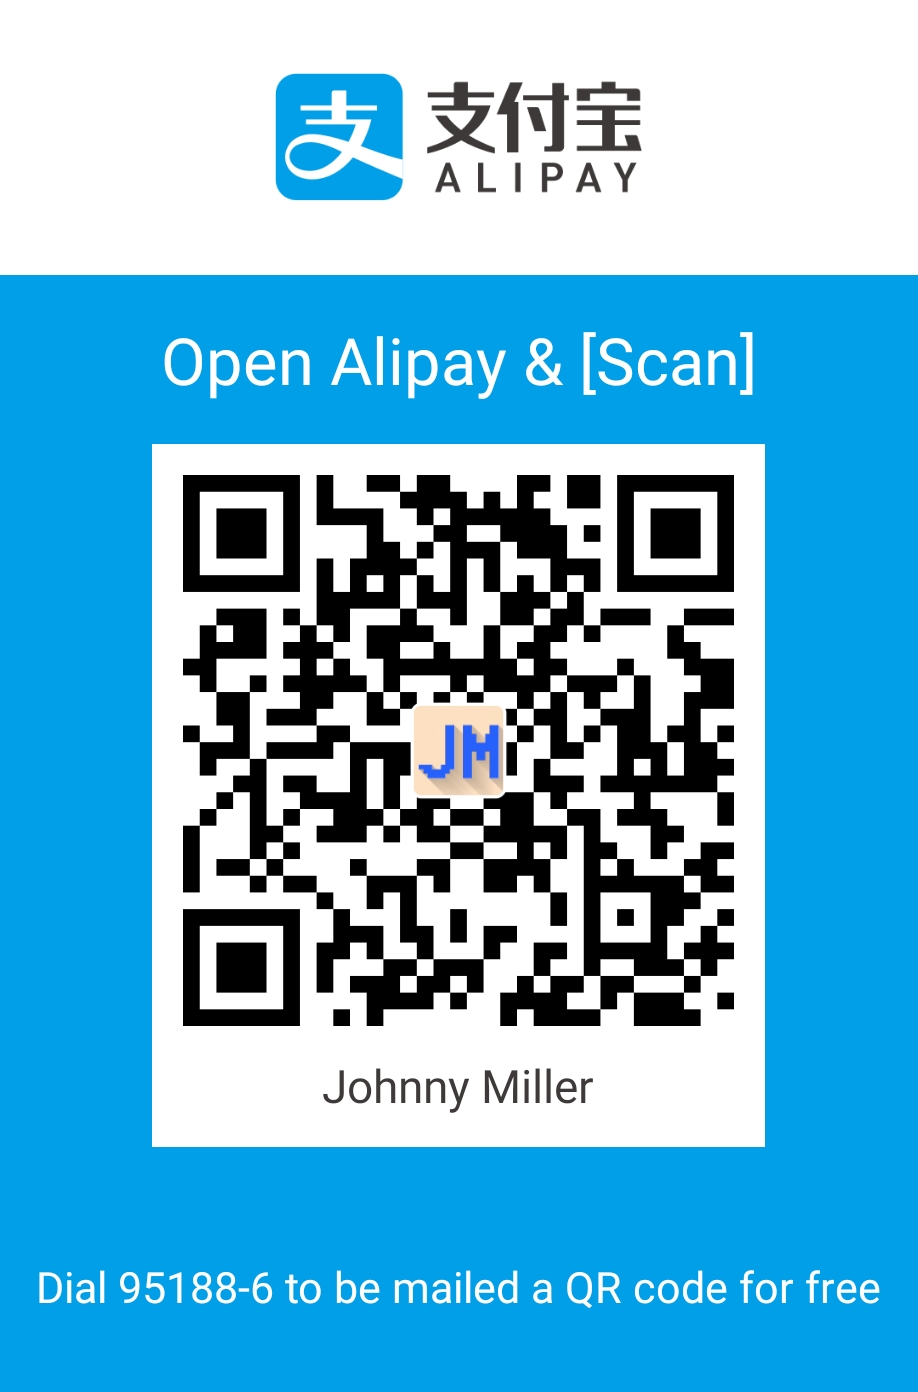 支
支付宝
ALIPAY
Open Alipay & [Scan]
JM
Johnny Miller
Dial 95188-6 to be mailed a QR code for free